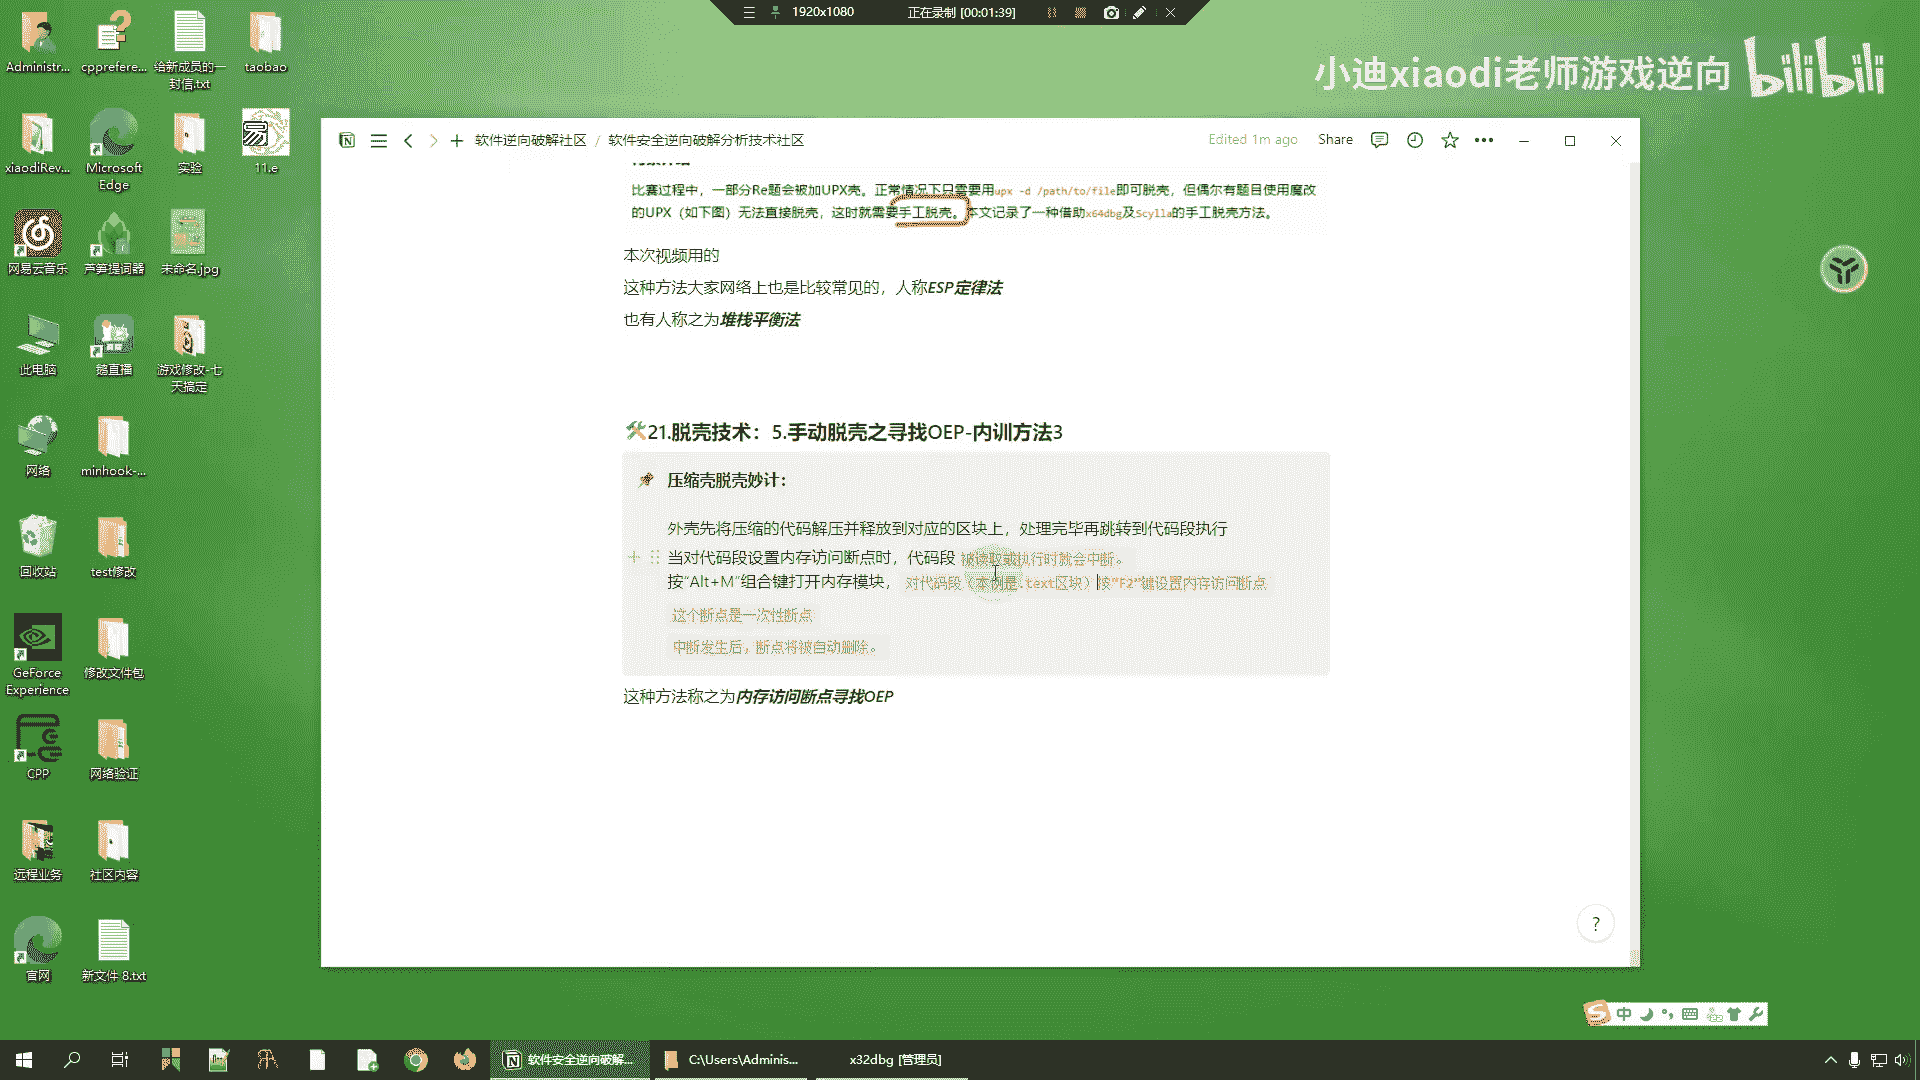 1920x1080
正在录制 [00:01:39]
小迪xiaodi老师游戏逆向
bilibili
Administr...
cpprefere...
给新成员的一
封信.txt
taobao
xiaodiRev...
Microsoft
Edge
实验
11.e
网易云音乐
芦笋提词器
未命名.jpg
此电脑
鹅直播
游戏修改-七
天搞定
网络
minhook-...
回收站
test修改
GeForce
Experience
修改文件包
CPP
网络验证
远程业务
社区内容
官网
新文件 8.txt
软件逆向破解社区 / 软件安全逆向破解分析技术社区
Edited 1m ago
Share
比赛过程中，一部分Re题会被加UPX壳。正常情况下只需要用upx -d /path/to/file即可脱壳，但偶尔有题目使用魔改
的UPX（如下图）无法直接脱壳，这时就需要手工脱壳。本文记录了一种借助x64dbg及Scylla的手工脱壳方法。
本次视频用的
这种方法大家网络上也是比较常见的，人称ESP定律法
也有人称之为堆栈平衡法
21.脱壳技术：5.手动脱壳之寻找OEP-内训方法3
压缩壳脱壳妙计：
外壳先将压缩的代码解压并释放到对应的区块上，处理完毕再跳转到代码段执行
当对代码段设置内存访问断点时，代码段 被读取或执行时就会中断。
按“Alt+M”组合键打开内存模块， 对代码段（本例是.text区块）按“F2”键设置内存访问断点
这个断点是一次性断点
中断发生后，断点将被自动删除。
这种方法称之为内存访问断点寻找OEP
?
中
软件安全逆向破解...
C:\Users\Adminis...
x32dbg [管理员]